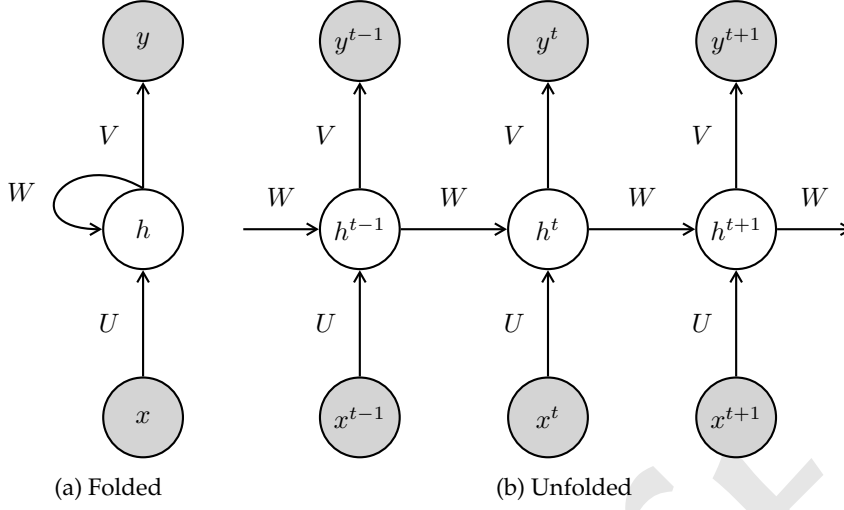 y y^{t−1} y^t y^{t+1}
V V V V
W W W W W
h h^{t−1} h^t h^{t+1}
U U U U
x x^{t−1} x^t x^{t+1}
(a) Folded (b) Unfolded